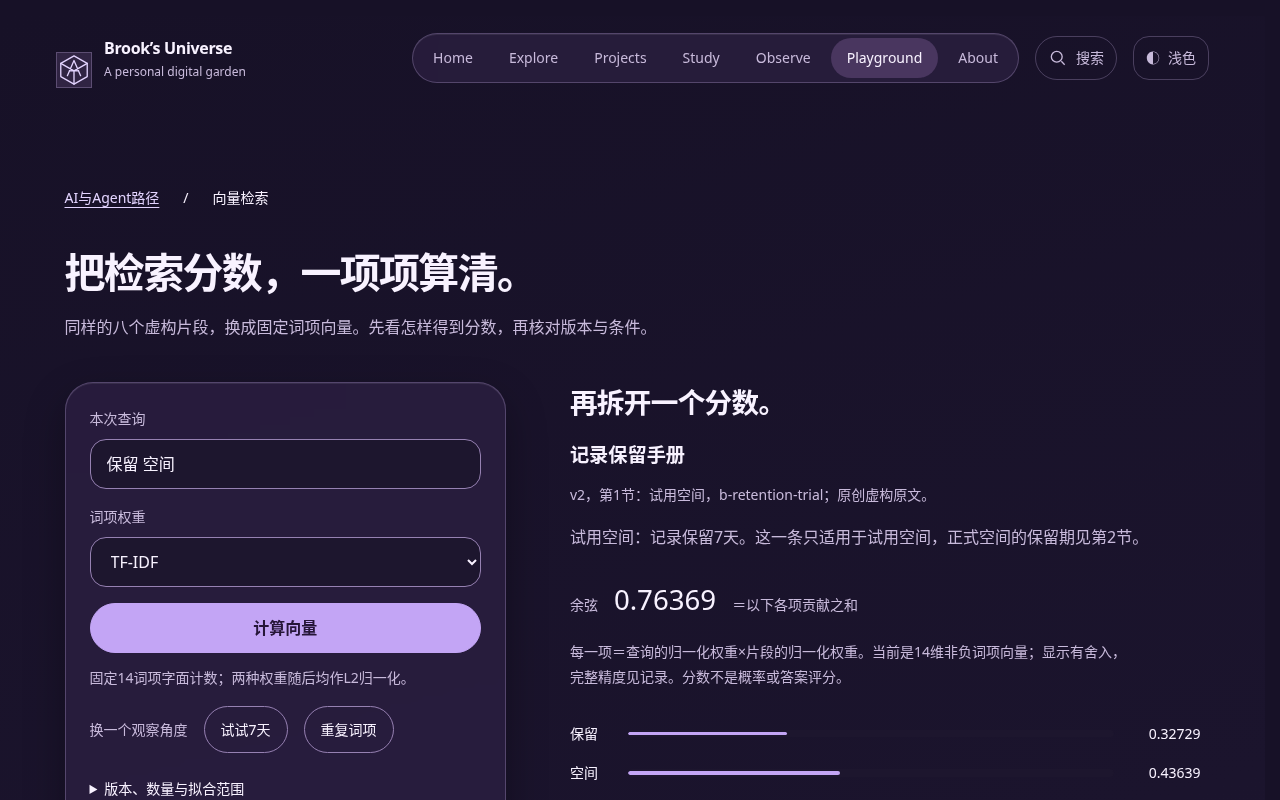 Brook’s Universe
A personal digital garden
Home
Explore
Projects
Study
Observe
Playground
About
搜索
浅色
AI与Agent路径 / 向量检索
把检索分数，一项项算清。
同样的八个虚构片段，换成固定词项向量。先看怎样得到分数，再核对版本与条件。
本次查询
保留 空间
词项权重
TF-IDF
计算向量
固定14词项字面计数；两种权重随后均作L2归一化。
换一个观察角度
试试7天
重复词项
版本、数量与拟合范围
再拆开一个分数。
记录保留手册
v2，第1节：试用空间，b-retention-trial；原创虚构原文。
试用空间：记录保留7天。这一条只适用于试用空间，正式空间的保留期见第2节。
余弦 0.76369 ＝以下各项贡献之和
每一项＝查询的归一化权重×片段的归一化权重。当前是14维非负词项向量；显示有舍入，
完整精度见记录。分数不是概率或答案评分。
保留 0.32729
空间 0.43639